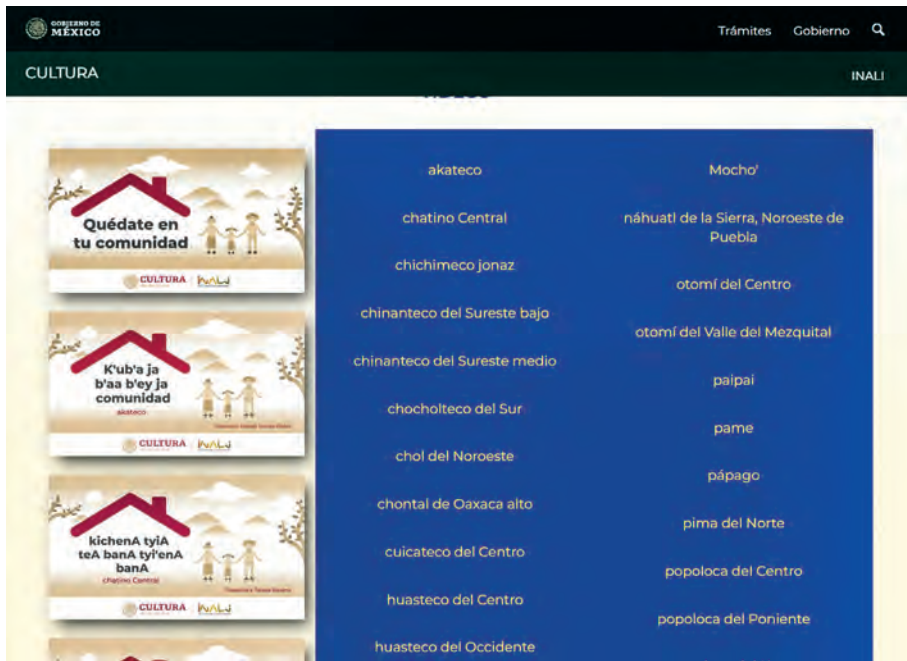 GOBIERNO DE
MÉXICO
Trámites Gobierno
CULTURA
INALI
Quédate en
tu comunidad
CULTURA
INALI
K'ub'a ja
b'aa b'ey ja
comunidad
akateco
CULTURA
INALI
kichenA tyiA
teA banA tyi'enA
banA
chatino Central
CULTURA
INALI
akateco
chatino Central
chichimeco jonaz
chinanteco del Sureste bajo
chinanteco del Sureste medio
chocholteco del Sur
chol del Noroeste
chontal de Oaxaca alto
cuicateco del Centro
huasteco del Centro
huasteco del Occidente
Mocho'
náhuatl de la Sierra, Noroeste de
Puebla
otomí del Centro
otomí del Valle del Mezquital
paipai
pame
pápago
pima del Norte
popoloca del Centro
popoloca del Poniente